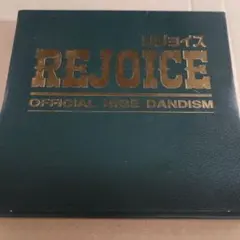 リジョイス
REJOICE
OFFICIAL HIGE DANDISM